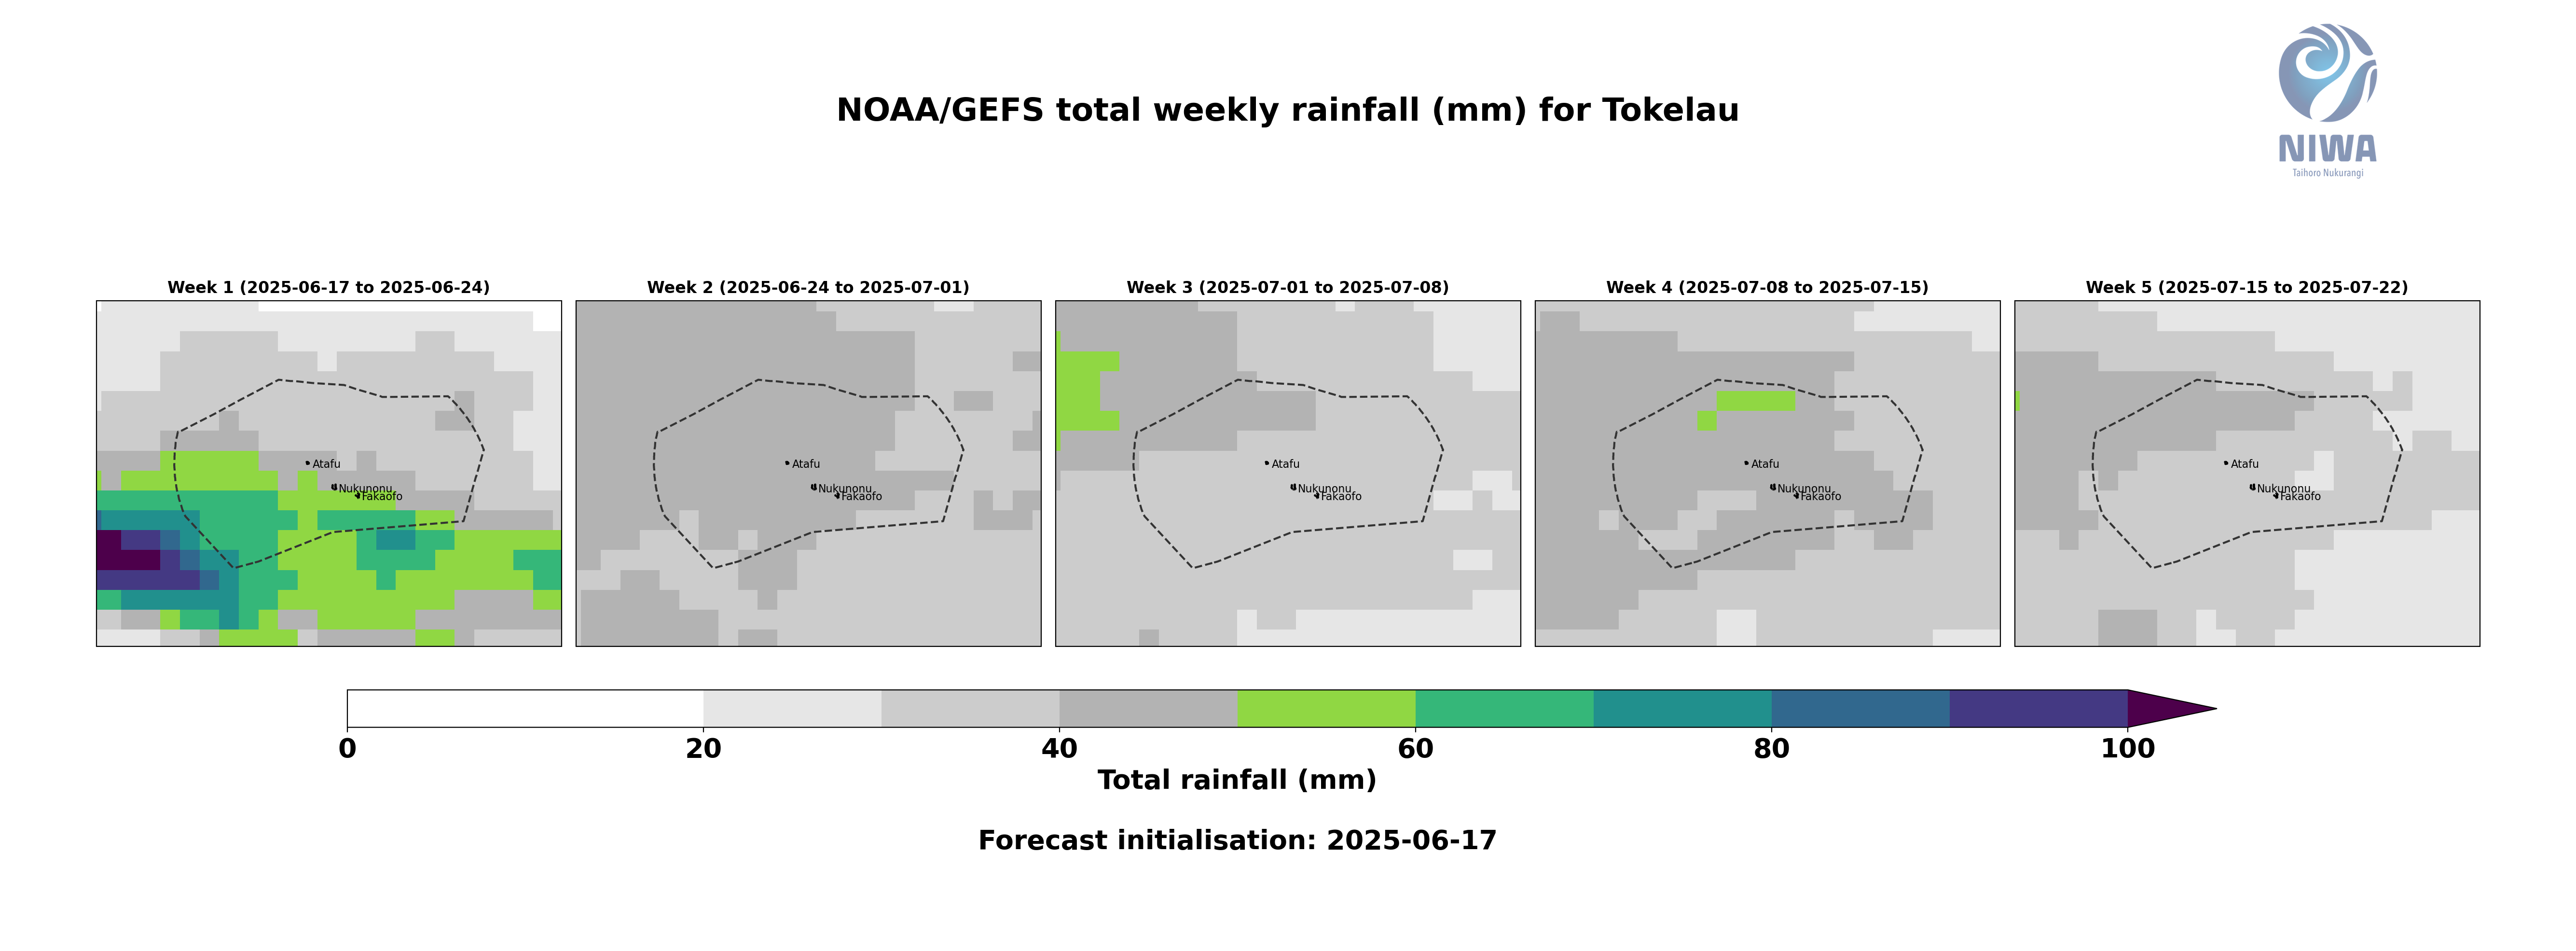 NOAA/GEFS total weekly rainfall (mm) for Tokelau
NIWA
Taihoro Nukurangi
Week 1 (2025-06-17 to 2025-06-24)
Week 2 (2025-06-24 to 2025-07-01)
Week 3 (2025-07-01 to 2025-07-08)
Week 4 (2025-07-08 to 2025-07-15)
Week 5 (2025-07-15 to 2025-07-22)
Atafu
Nukunonu
Fakaofo
Atafu
Nukunonu
Fakaofo
Atafu
Nukunonu
Fakaofo
Atafu
Nukunonu
Fakaofo
Atafu
Nukunonu
Fakaofo
0 20 40 60 80 100
Total rainfall (mm)
Forecast initialisation: 2025-06-17